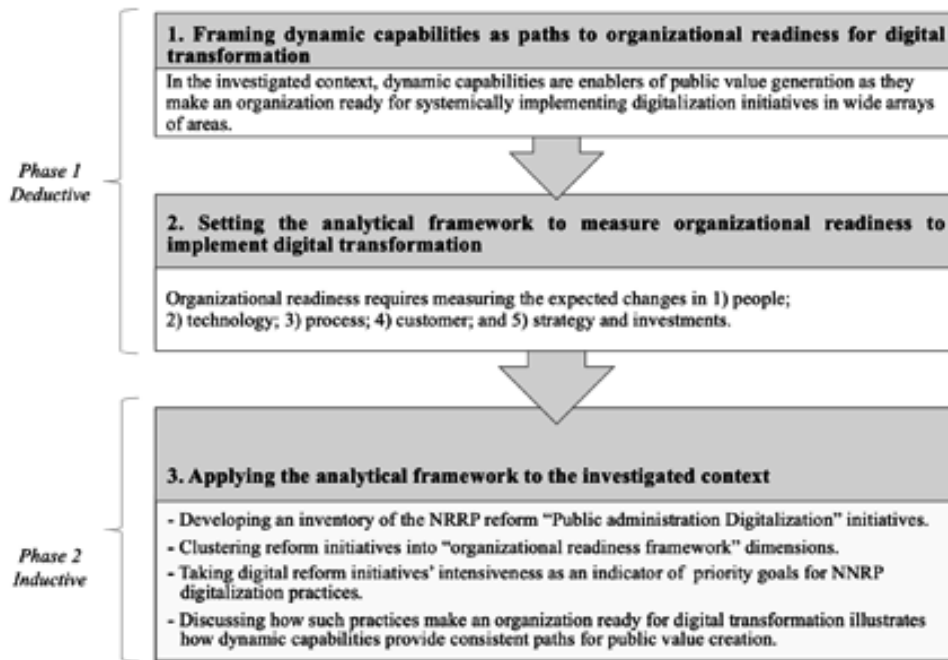 1. Framing dynamic capabilities as paths to organizational readiness for digital
transformation
In the investigated context, dynamic capabilities are enablers of public value generation as they
make an organization ready for systemically implementing digitalization initiatives in wide arrays
of areas.
Phase 1
Deductive
2. Setting the analytical framework to measure organizational readiness to
implement digital transformation
Organizational readiness requires measuring the expected changes in 1) people;
2) technology; 3) process; 4) customer; and 5) strategy and investments.
3. Applying the analytical framework to the investigated context
- Developing an inventory of the NRRP reform “Public administration Digitalization” initiatives.
- Clustering reform initiatives into “organizational readiness framework” dimensions.
- Taking digital reform initiatives’ intensiveness as an indicator of priority goals for NNRP
digitalization practices.
- Discussing how such practices make an organization ready for digital transformation illustrates
how dynamic capabilities provide consistent paths for public value creation.
Phase 2
Inductive